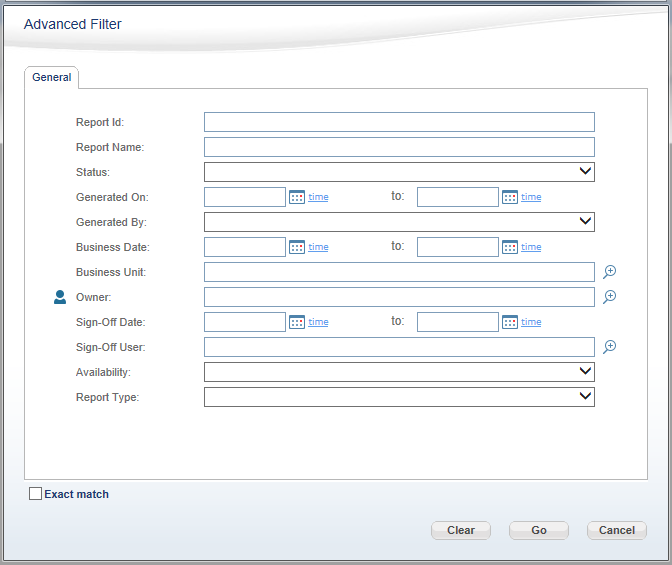 Advanced Filter
General
Report Id:
Report Name:
Status:
Generated On: time to: time
Generated By:
Business Date: time to: time
Business Unit:
Owner:
Sign-Off Date: time to: time
Sign-Off User:
Availability:
Report Type:
Exact match
Clear Go Cancel